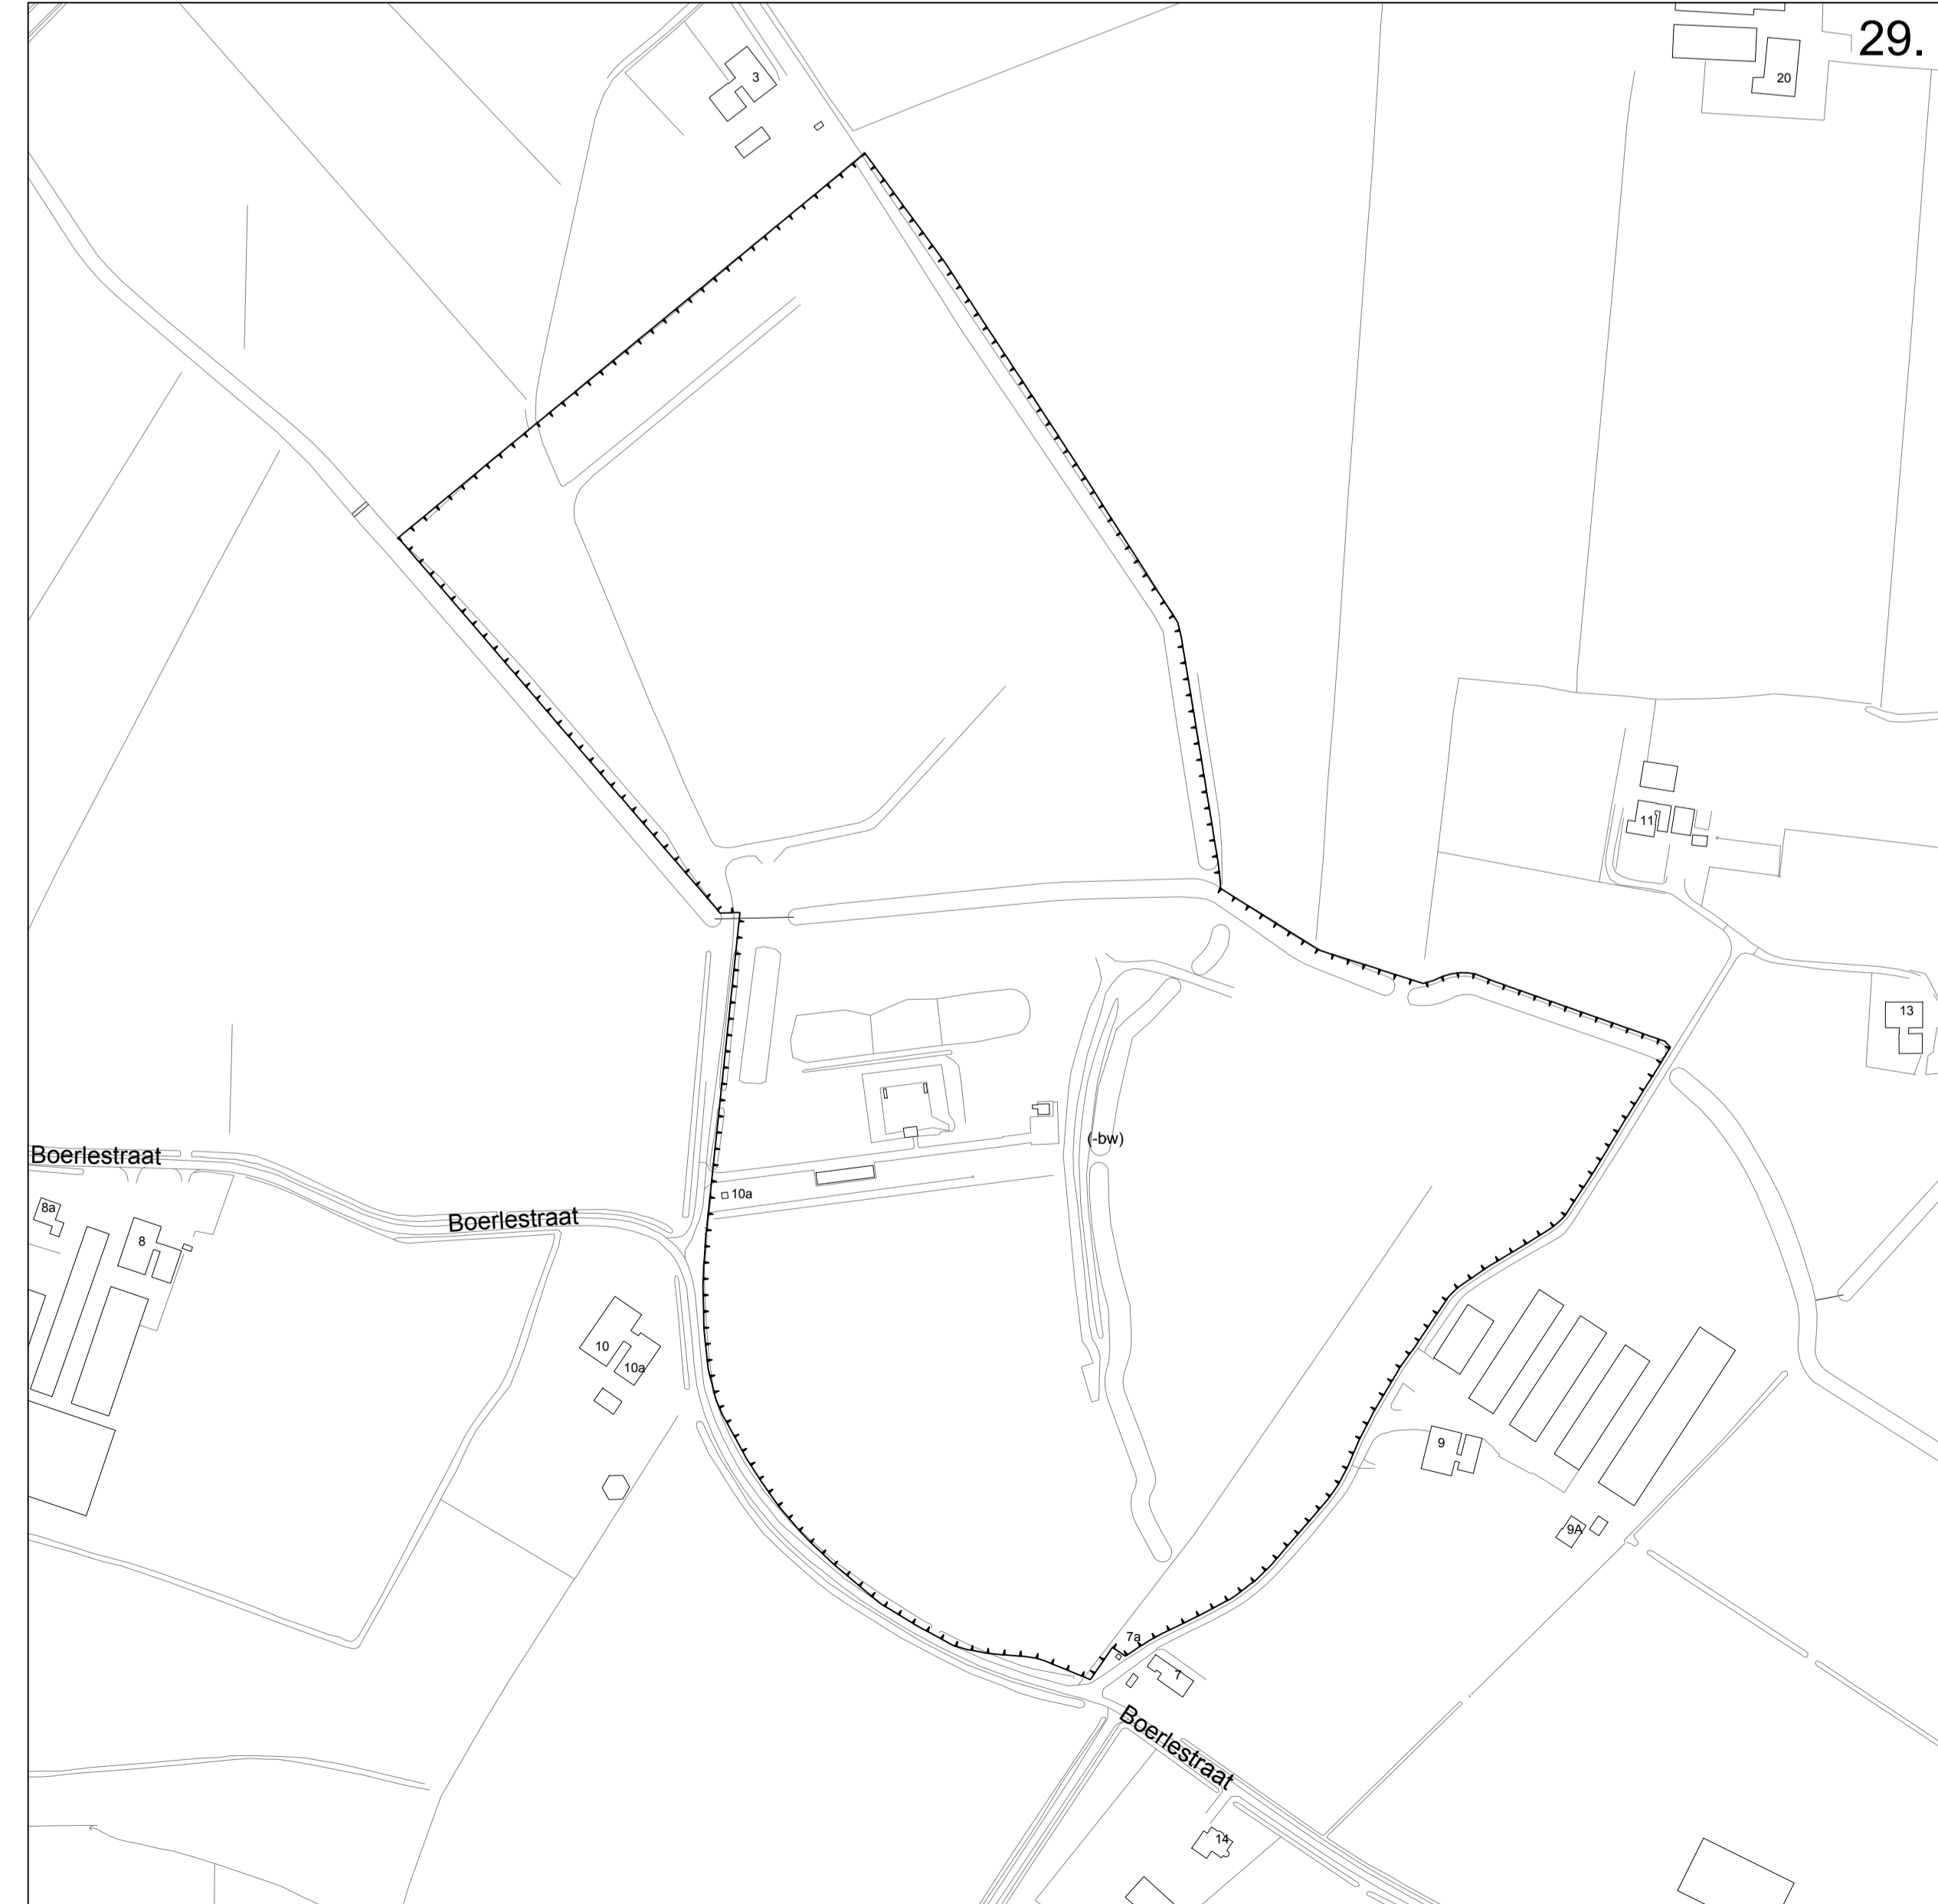 29.
3
20
11
13
(-bw)
Boerlestraat
10a
8a
Boerlestraat
8
10
10a
9
9A
7a
7
Boerlestraat
14